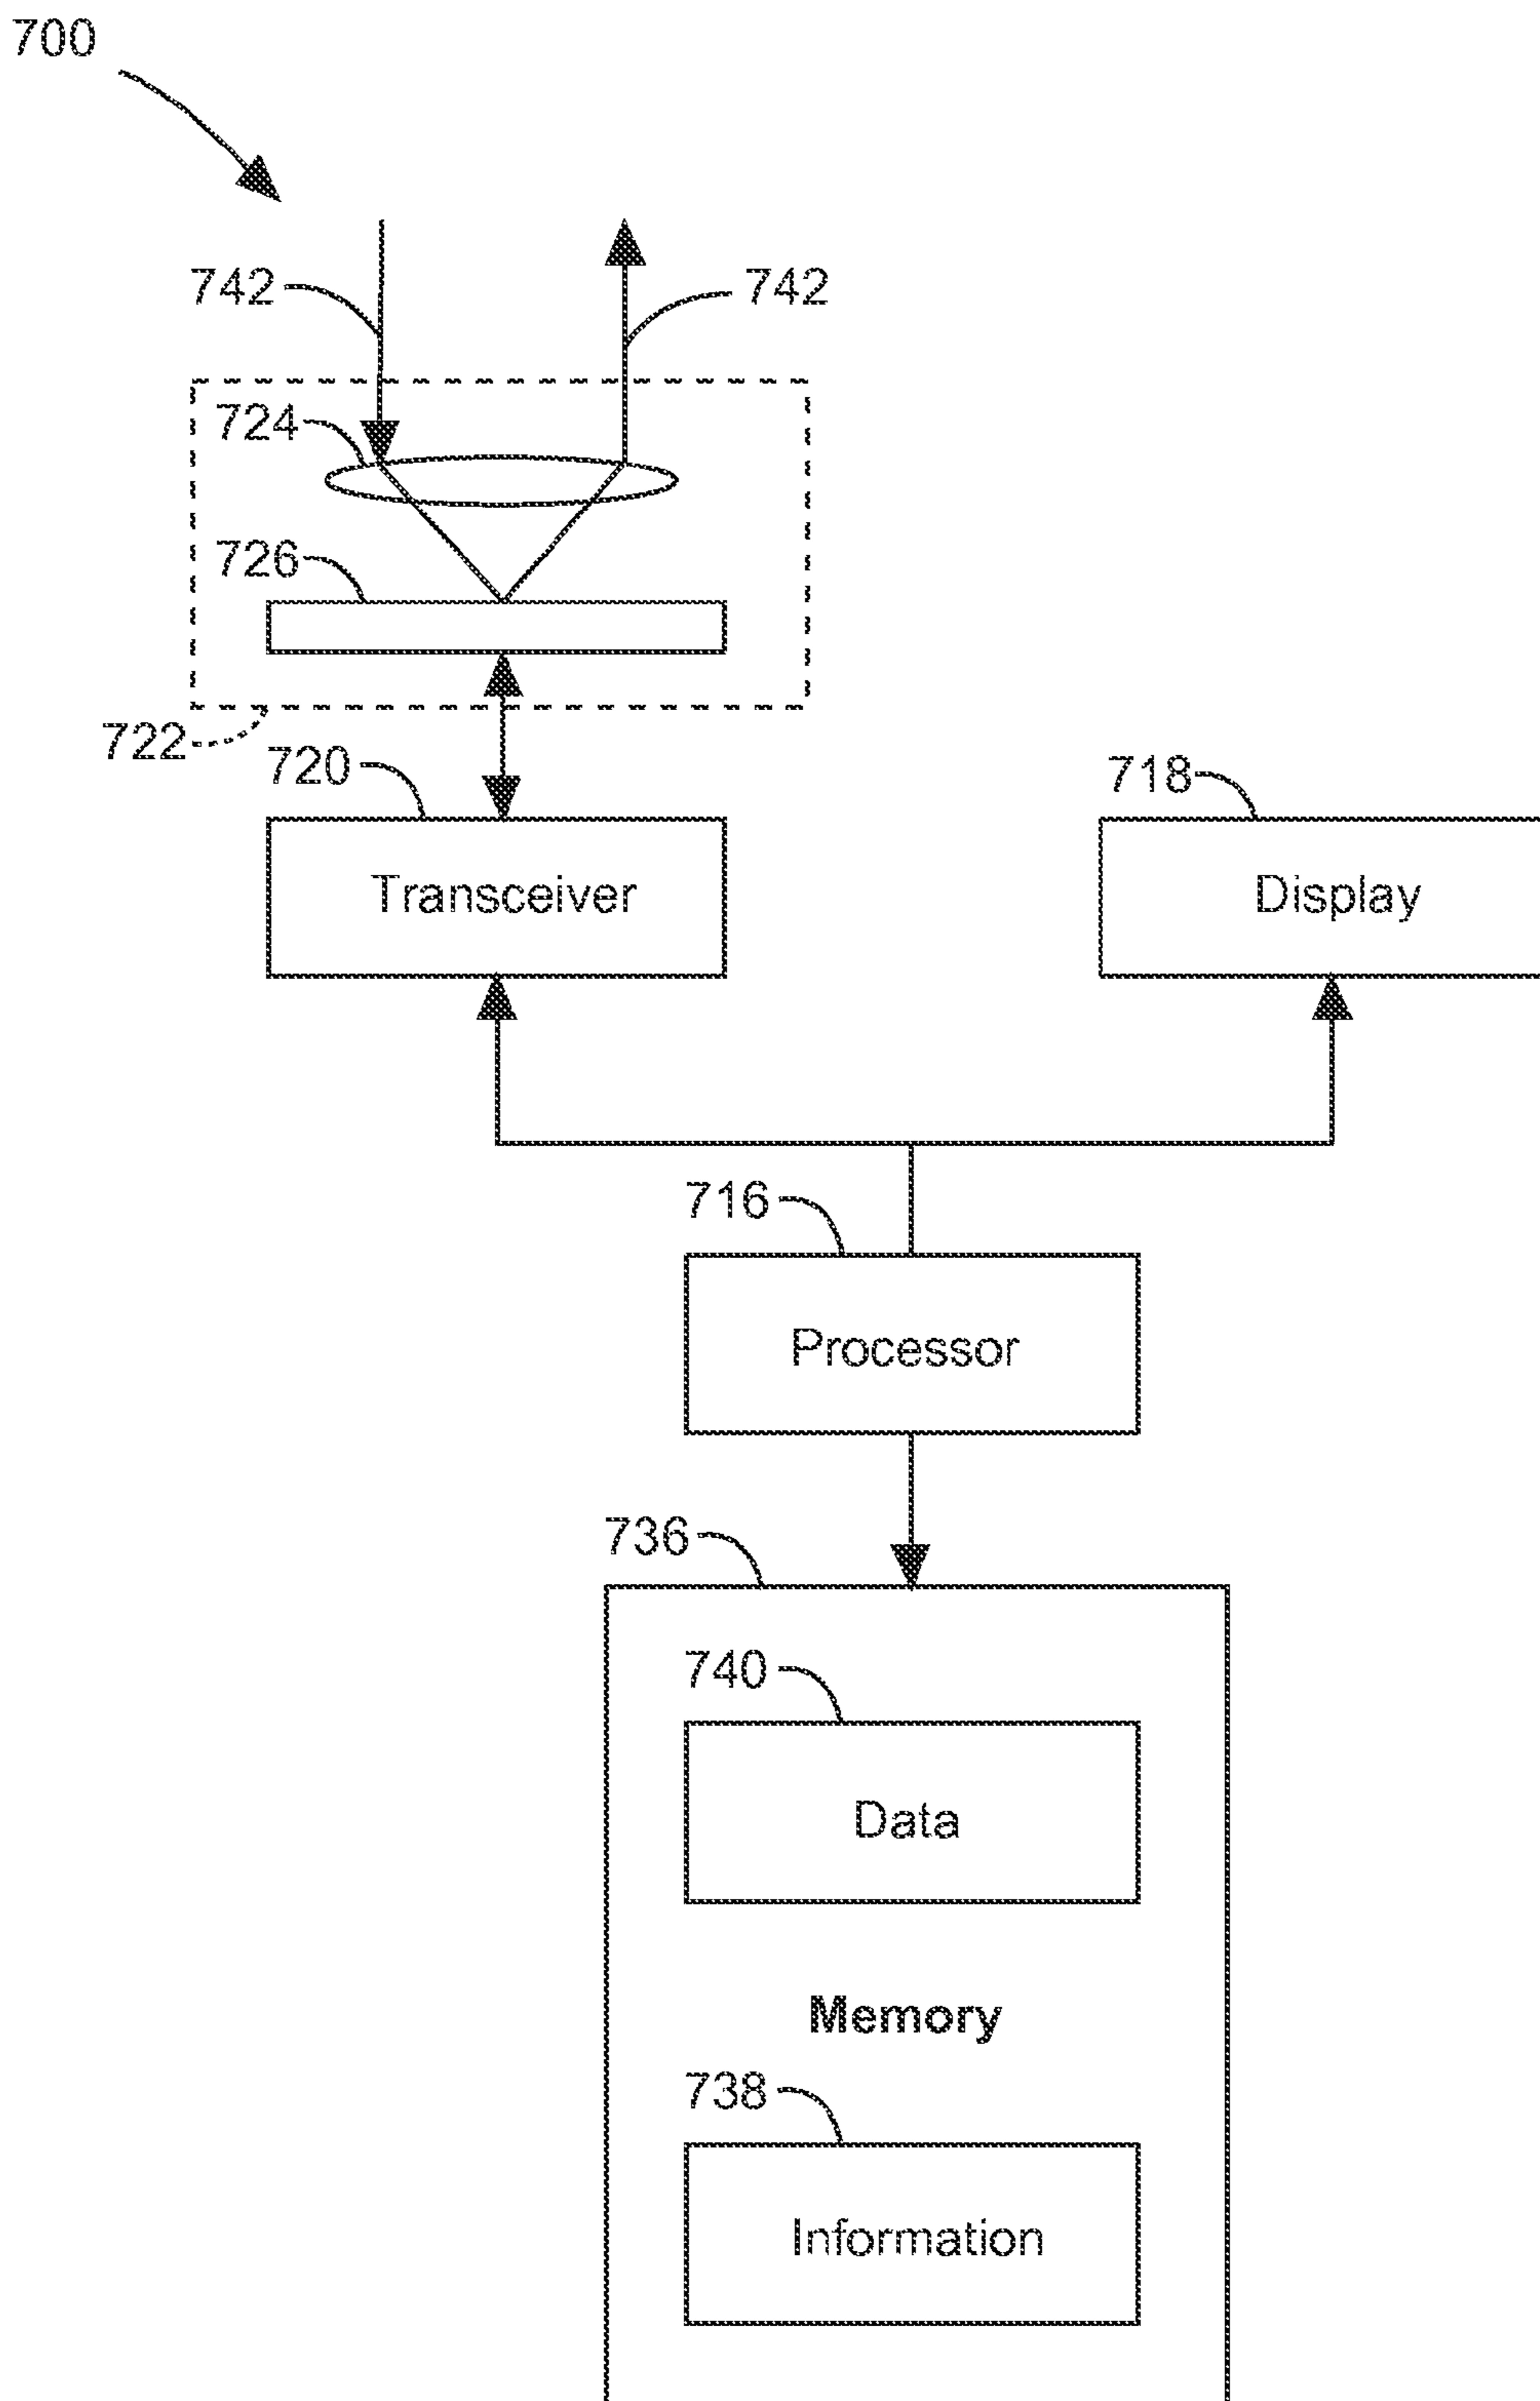 700
742 742
724
726
722
720 718
Transceiver Display
716
Processor
736
740
Data
Memory
738
Information